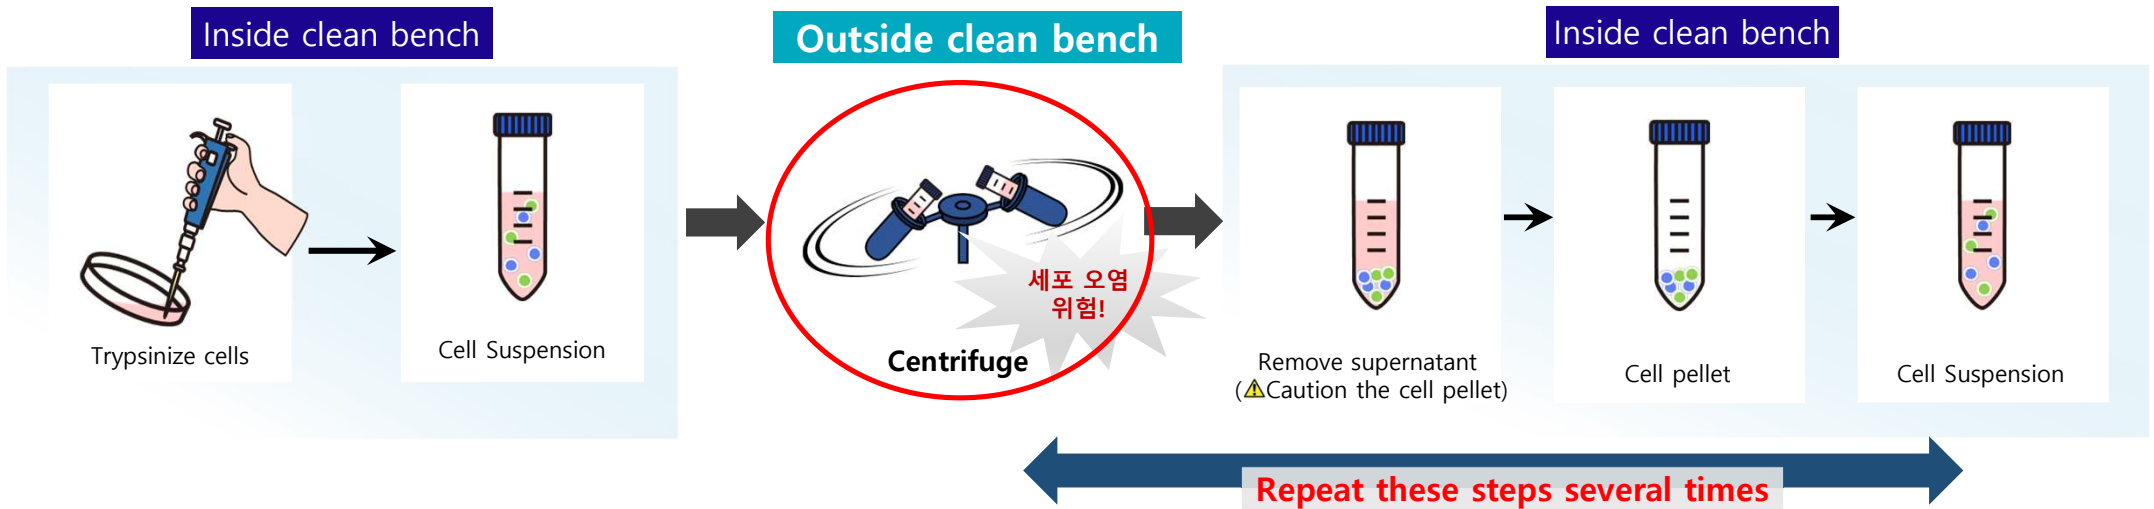 Inside clean bench
Outside clean bench
Inside clean bench
Trypsinize cells
Cell Suspension
세포 오염
위험!
Centrifuge
Remove supernatant
(⚠Caution the cell pellet)
Cell pellet
Cell Suspension
Repeat these steps several times